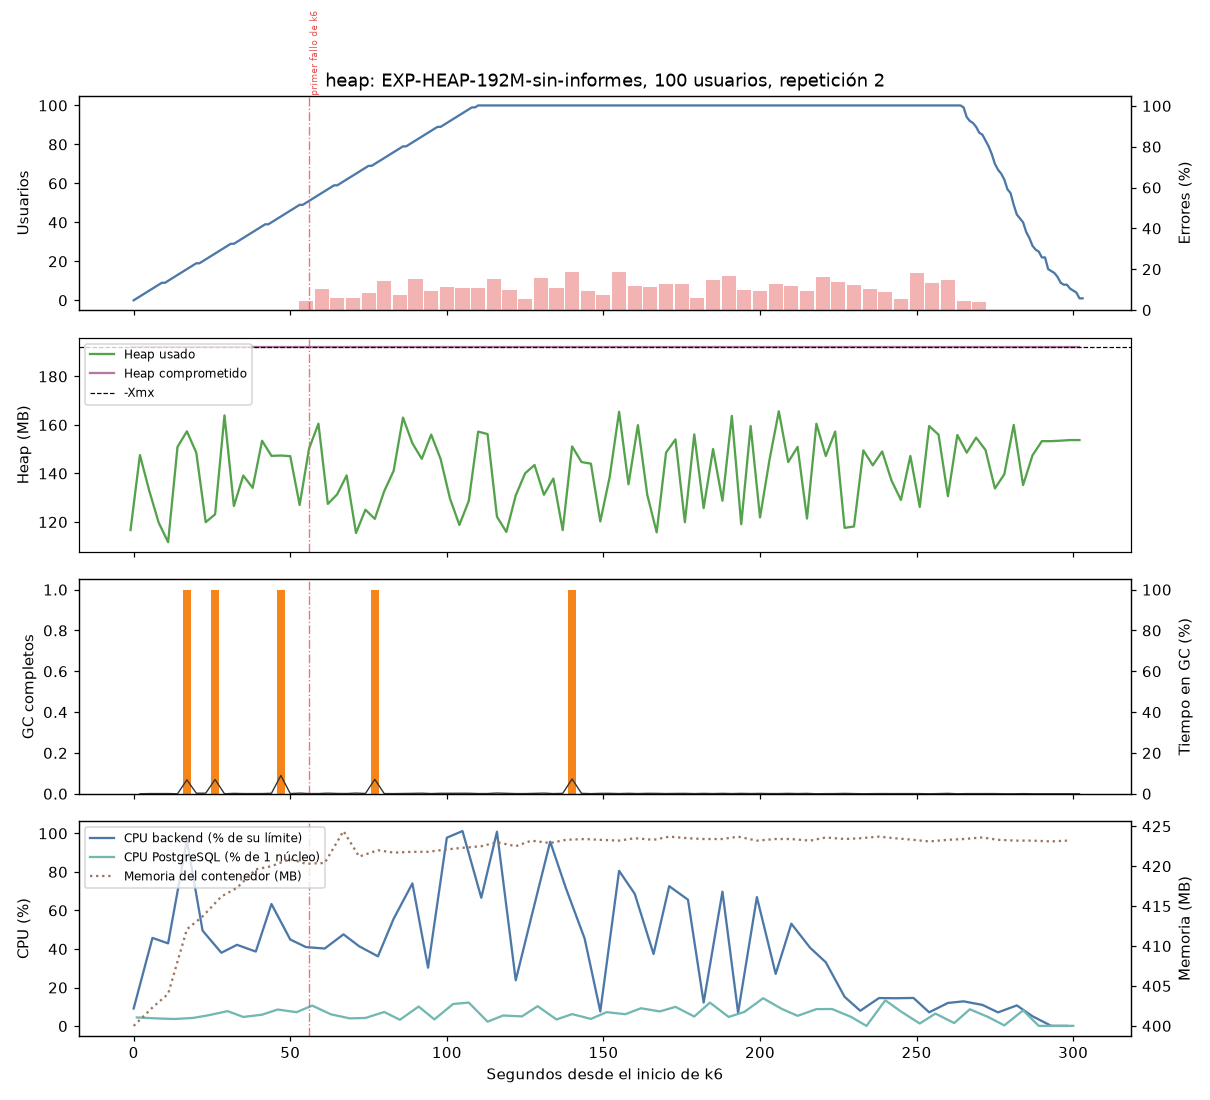 primer fallo de k6
heap: EXP-HEAP-192M-sin-informes, 100 usuarios, repetición 2
Usuarios
100
80
60
40
20
0
100
80
60
40
20
0
Errores (%)
Heap (MB)
180
160
140
120
Heap usado
Heap comprometido
-Xmx
GC completos
1.0
0.8
0.6
0.4
0.2
0.0
100
80
60
40
20
0
Tiempo en GC (%)
CPU (%)
100
80
60
40
20
0
CPU backend (% de su límite)
CPU PostgreSQL (% de 1 núcleo)
Memoria del contenedor (MB)
425
420
415
410
405
400
Memoria (MB)
0 50 100 150 200 250 300
Segundos desde el inicio de k6